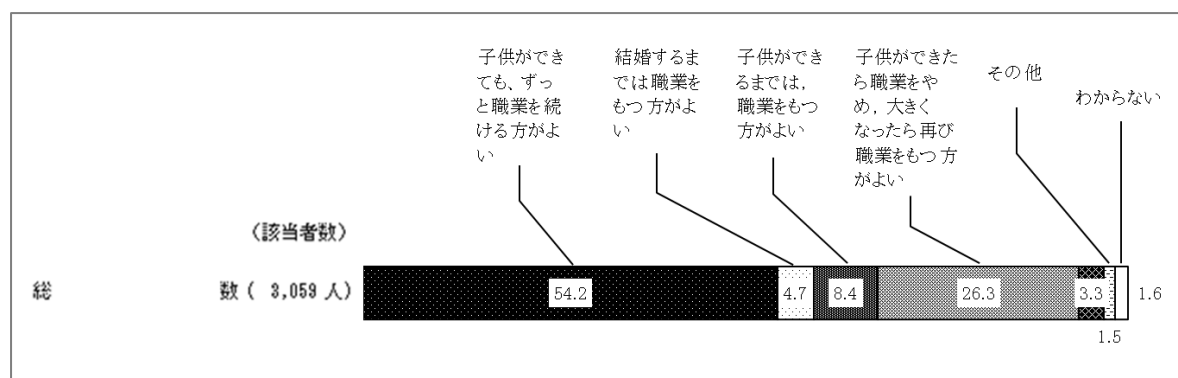 子供ができ
ても、ずっ
と職業を続
ける方がよ
い
結婚するま
では職業を
もつ方がよ
い
子供ができ
るまでは，
職業をもつ
方がよい
子供ができた
ら職業をや
め，大きく
なったら再び
職業をもつ方
がよい
その他
わからない
（該当者数）
総 数 ( 3,059 人)
54.2
4.7
8.4
26.3
3.3
1.6
1.5